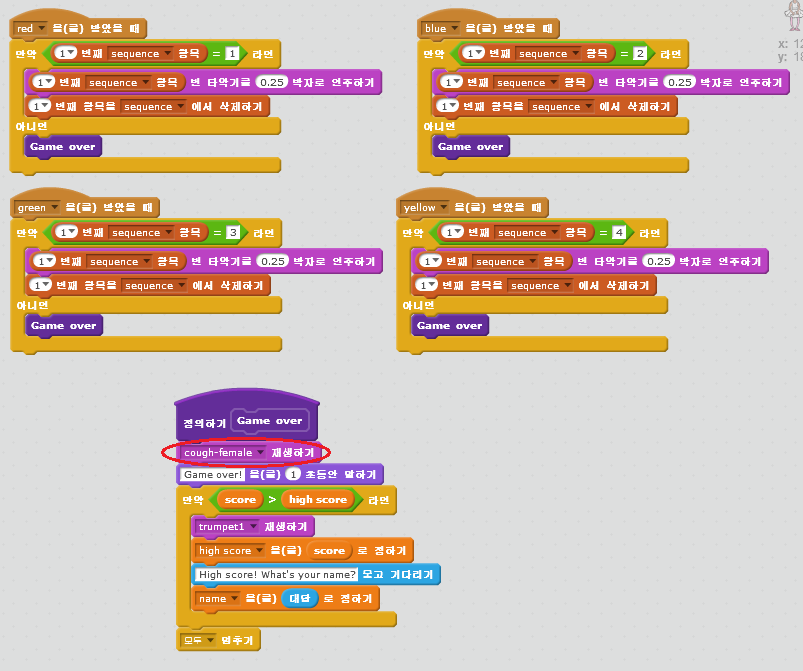 red 을(를) 받았을 때
만약 1 번째 sequence 항목 = 1 라면
1 번째 sequence 항목 번 타악기를 0.25 박자로 연주하기
1 번째 항목을 sequence 에서 삭제하기
아니면
Game over
blue 을(를) 받았을 때
만약 1 번째 sequence 항목 = 2 라면
1 번째 sequence 항목 번 타악기를 0.25 박자로 연주하기
1 번째 항목을 sequence 에서 삭제하기
아니면
Game over
x: 12
y: 18
green 을(를) 받았을 때
만약 1 번째 sequence 항목 = 3 라면
1 번째 sequence 항목 번 타악기를 0.25 박자로 연주하기
1 번째 항목을 sequence 에서 삭제하기
아니면
Game over
yellow 을(를) 받았을 때
만약 1 번째 sequence 항목 = 4 라면
1 번째 sequence 항목 번 타악기를 0.25 박자로 연주하기
1 번째 항목을 sequence 에서 삭제하기
아니면
Game over
정의하기 Game over
cough-female 재생하기
Game over! 을(를) 1 초동안 말하기
만약 score > high score 라면
trumpet1 재생하기
high score 을(를) score 로 정하기
High score! What's your name? 묻고 기다리기
name 을(를) 대답 로 정하기
모두 멈추기